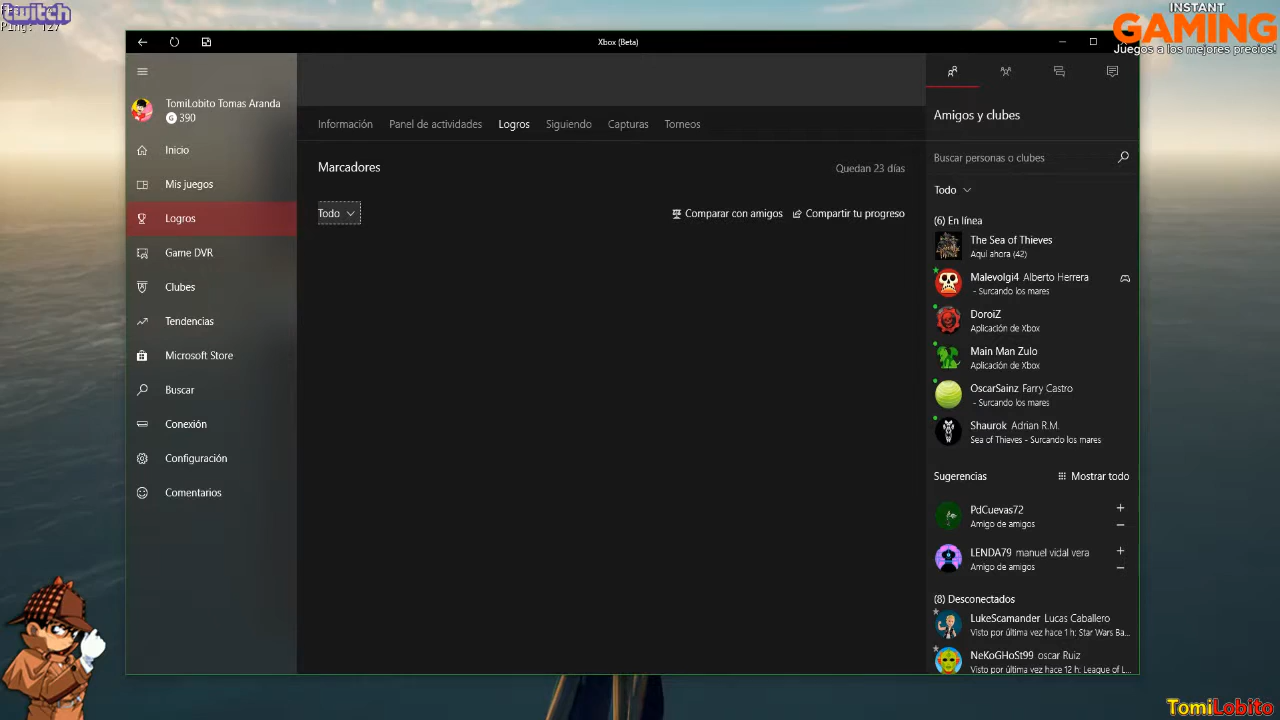 twitch
Xbox (Beta)
INSTANT
GAMING
Juegos a los mejores precios!
TomiLobito Tomas Aranda
G 390
Inicio
Mis juegos
Logros
Game DVR
Clubes
Tendencias
Microsoft Store
Buscar
Conexión
Configuración
Comentarios
Información
Panel de actividades
Logros
Siguiendo
Capturas
Torneos
Marcadores
Quedan 23 días
Todo
Comparar con amigos
Compartir tu progreso
Amigos y clubes
Buscar personas o clubes
Todo
(6) En línea
The Sea of Thieves
Aquí ahora (42)
Malevolgi4 Alberto Herrera
- Surcando los mares
DoroiZ
Aplicación de Xbox
Main Man Zulo
Aplicación de Xbox
OscarSainz Farry Castro
- Surcando los mares
Shaurok Adrian R.M.
Sea of Thieves - Surcando los mares
Sugerencias
Mostrar todo
PdCuevas72
Amigo de amigos
LENDA79 manuel vidal vera
Amigo de amigos
(8) Desconectados
LukeScamander Lucas Caballero
Visto por última vez hace 1 h: Star Wars Ba...
NeKoGHoSt99 oscar Ruiz
Visto por última vez hace 12 h: League of L...
TomiLobito